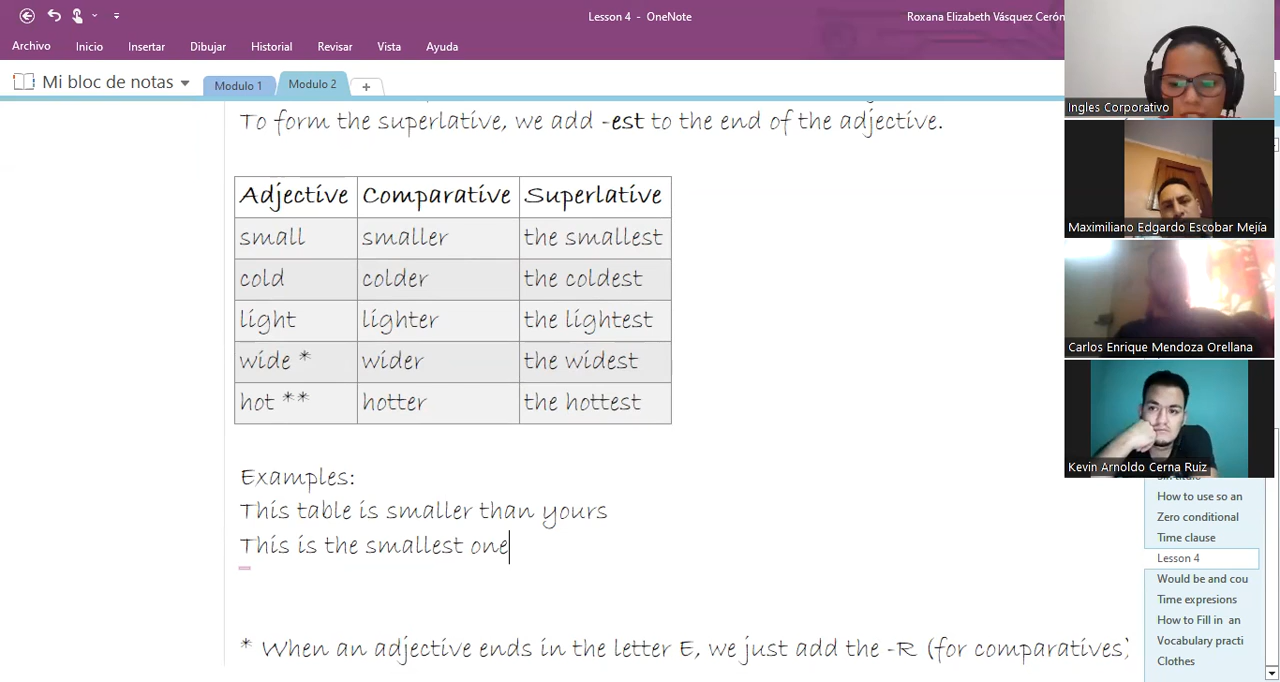 Lesson 4 - OneNote
Roxana Elizabeth Vásquez Cerón
Archivo Inicio Insertar Dibujar Historial Revisar Vista Ayuda
Mi bloc de notas Modulo 1 Modulo 2 +
To form the superlative, we add -est to the end of the adjective.
Adjective Comparative Superlative
small smaller the smallest
cold colder the coldest
light lighter the lightest
wide * wider the widest
hot ** hotter the hottest
Examples:
This table is smaller than yours
This is the smallest one
* When an adjective ends in the letter E, we just add the -R (for comparatives)
Ingles Corporativo
Maximiliano Edgardo Escobar Mejía
Carlos Enrique Mendoza Orellana
Kevin Arnoldo Cerna Ruiz
How to use so an
Zero conditional
Time clause
Lesson 4
Would be and cou
Time expresions
How to Fill in an
Vocabulary practi
Clothes